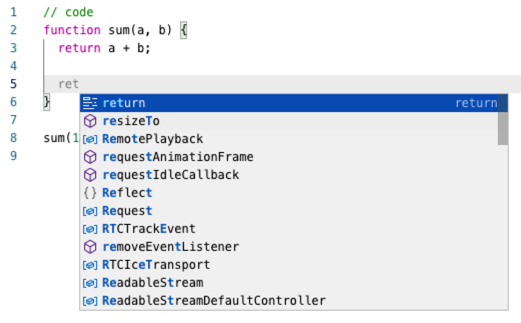 1 // code
2 function sum(a, b) {
3 return a + b;
4
5 ret
6 }
7
8 sum(1
9
return return
resizeTo
RemotePlayback
requestAnimationFrame
requestIdleCallback
{} Reflect
Request
RTCTrackEvent
removeEventListener
RTCIceTransport
ReadableStream
ReadableStreamDefaultController